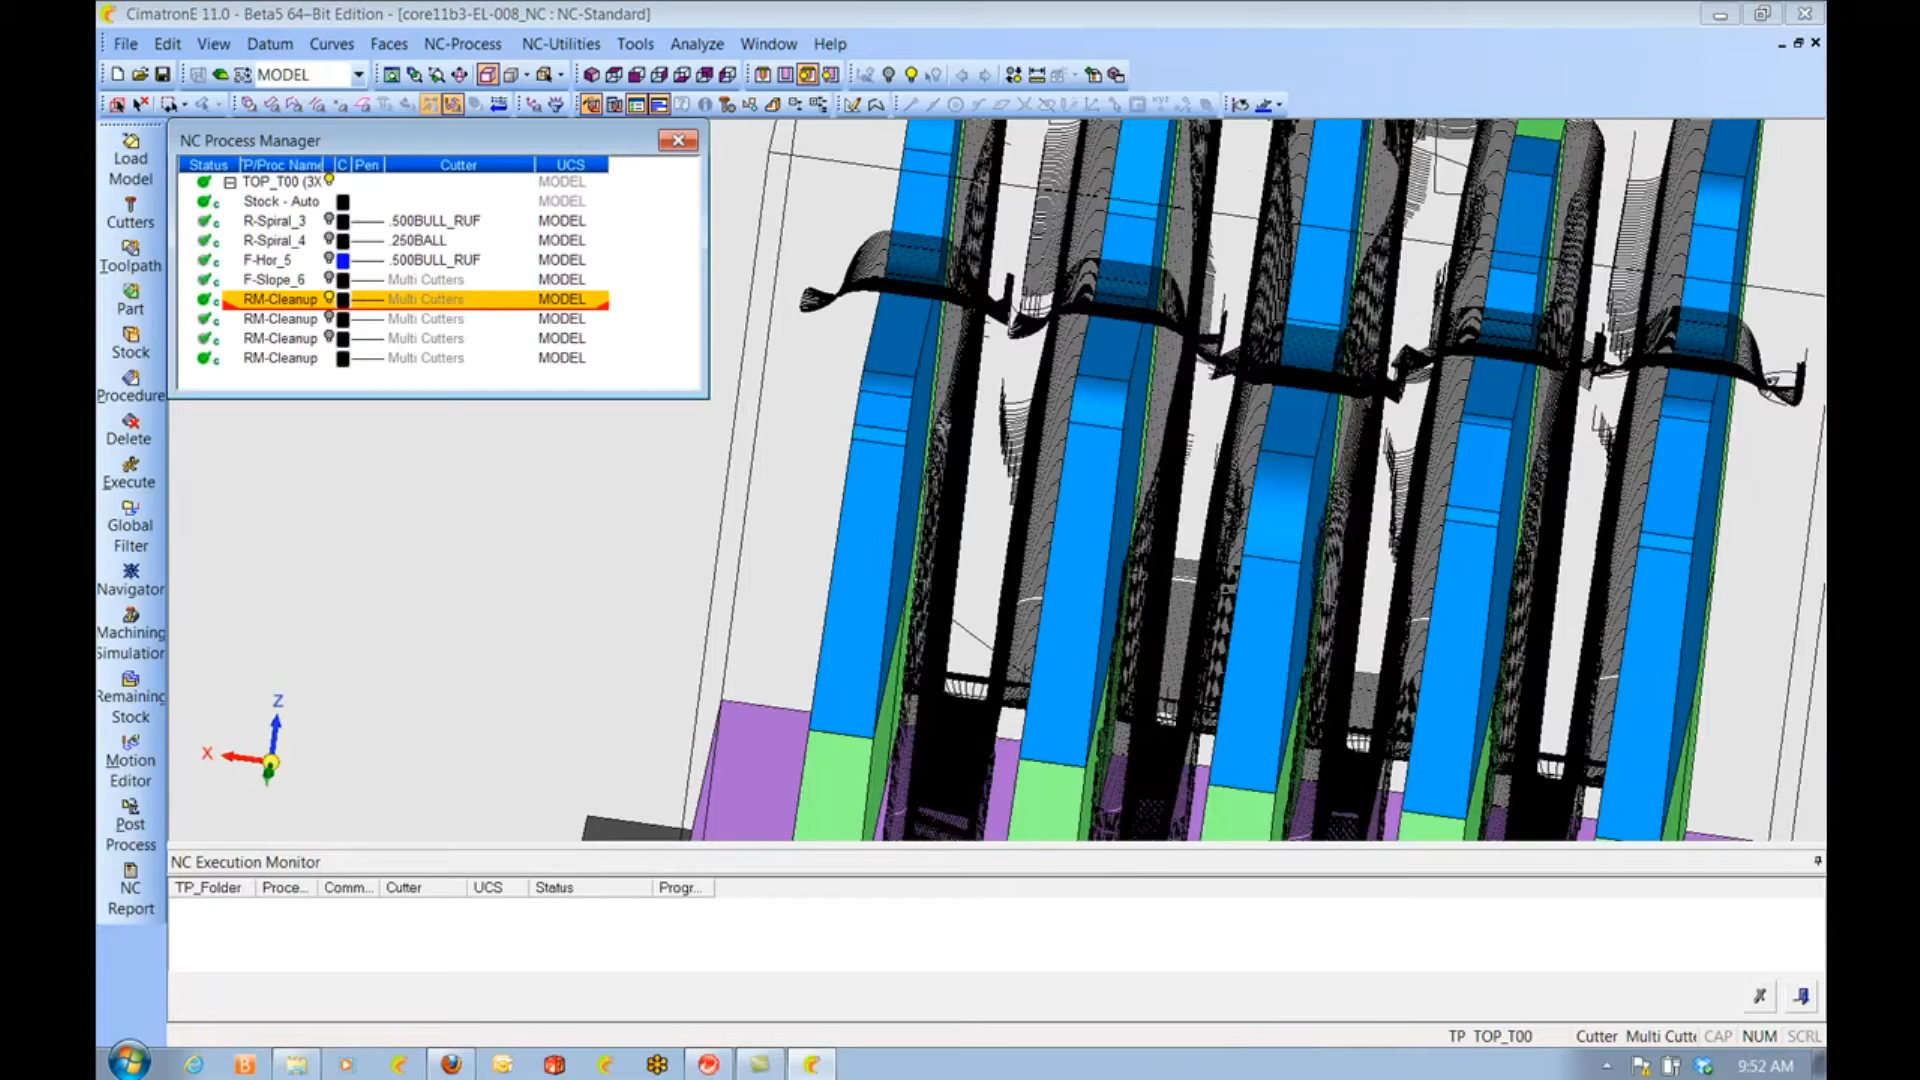 CimatronE 11.0 - Beta5 64-Bit Edition - [core11b3-EL-008_NC : NC-Standard]
File Edit View Datum Curves Faces NC-Process NC-Utilities Tools Analyze Window Help
MODEL
NC Process Manager
Status TP/Proc Name C Pen Cutter UCS
TOP_T00 (3X MODEL
Stock - Auto MODEL
R-Spiral_3 .500BULL_RUF MODEL
R-Spiral_4 .250BALL MODEL
F-Hor_5 .500BULL_RUF MODEL
F-Slope_6 Multi Cutters MODEL
RM-Cleanup Multi Cutters MODEL
RM-Cleanup Multi Cutters MODEL
RM-Cleanup Multi Cutters MODEL
RM-Cleanup Multi Cutters MODEL
Load
Model
Cutters
Toolpath
Part
Stock
Procedure
Delete
Execute
Global
Filter
Navigator
Machining
Simulation
Remaining
Stock
Motion
Editor
Post
Process
NC
Report
Z
X
NC Execution Monitor
TP_Folder Proce... Comm... Cutter UCS Status Progr...
TP TOP_T00 Cutter Multi Cutte CAP NUM SCRL
9:52 AM